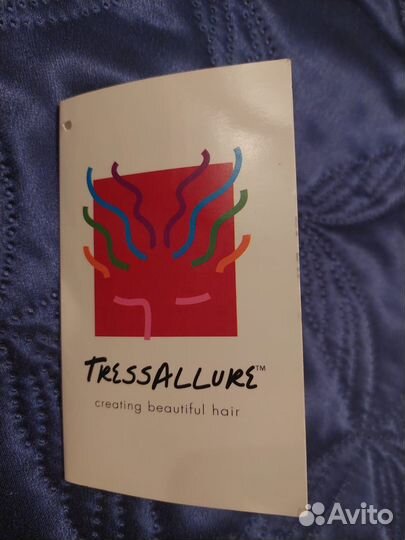 TRESSALLURE™
creating beautiful hair
Avito